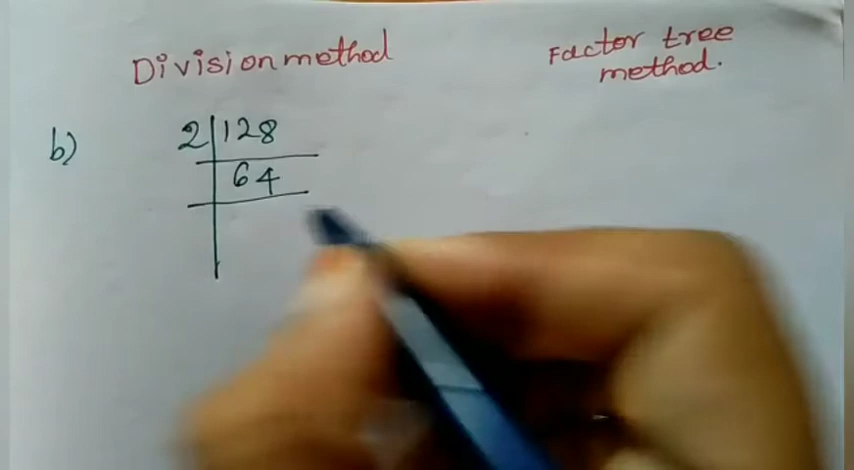 Division method
Factor tree
method.
b) 2 128
64